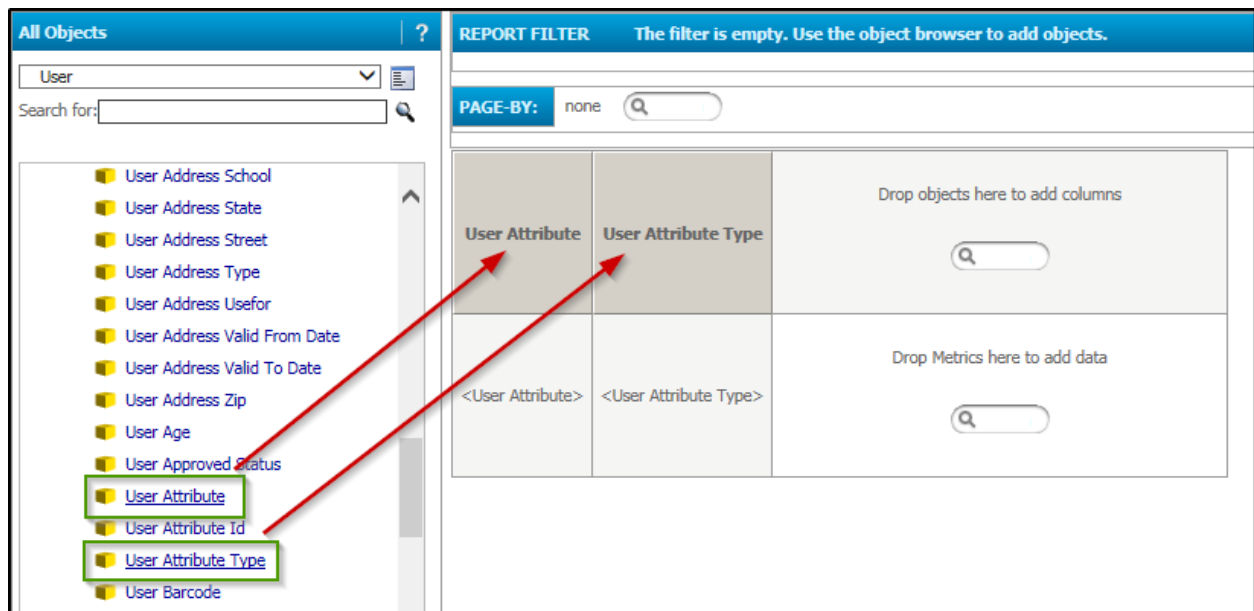 All Objects
?
User
Search for:
User Address School
User Address State
User Address Street
User Address Type
User Address Usefor
User Address Valid From Date
User Address Valid To Date
User Address Zip
User Age
User Approved Status
User Attribute
User Attribute Id
User Attribute Type
User Barcode
REPORT FILTER The filter is empty. Use the object browser to add objects.
PAGE-BY: none
User Attribute User Attribute Type Drop objects here to add columns
<User Attribute> <User Attribute Type> Drop Metrics here to add data